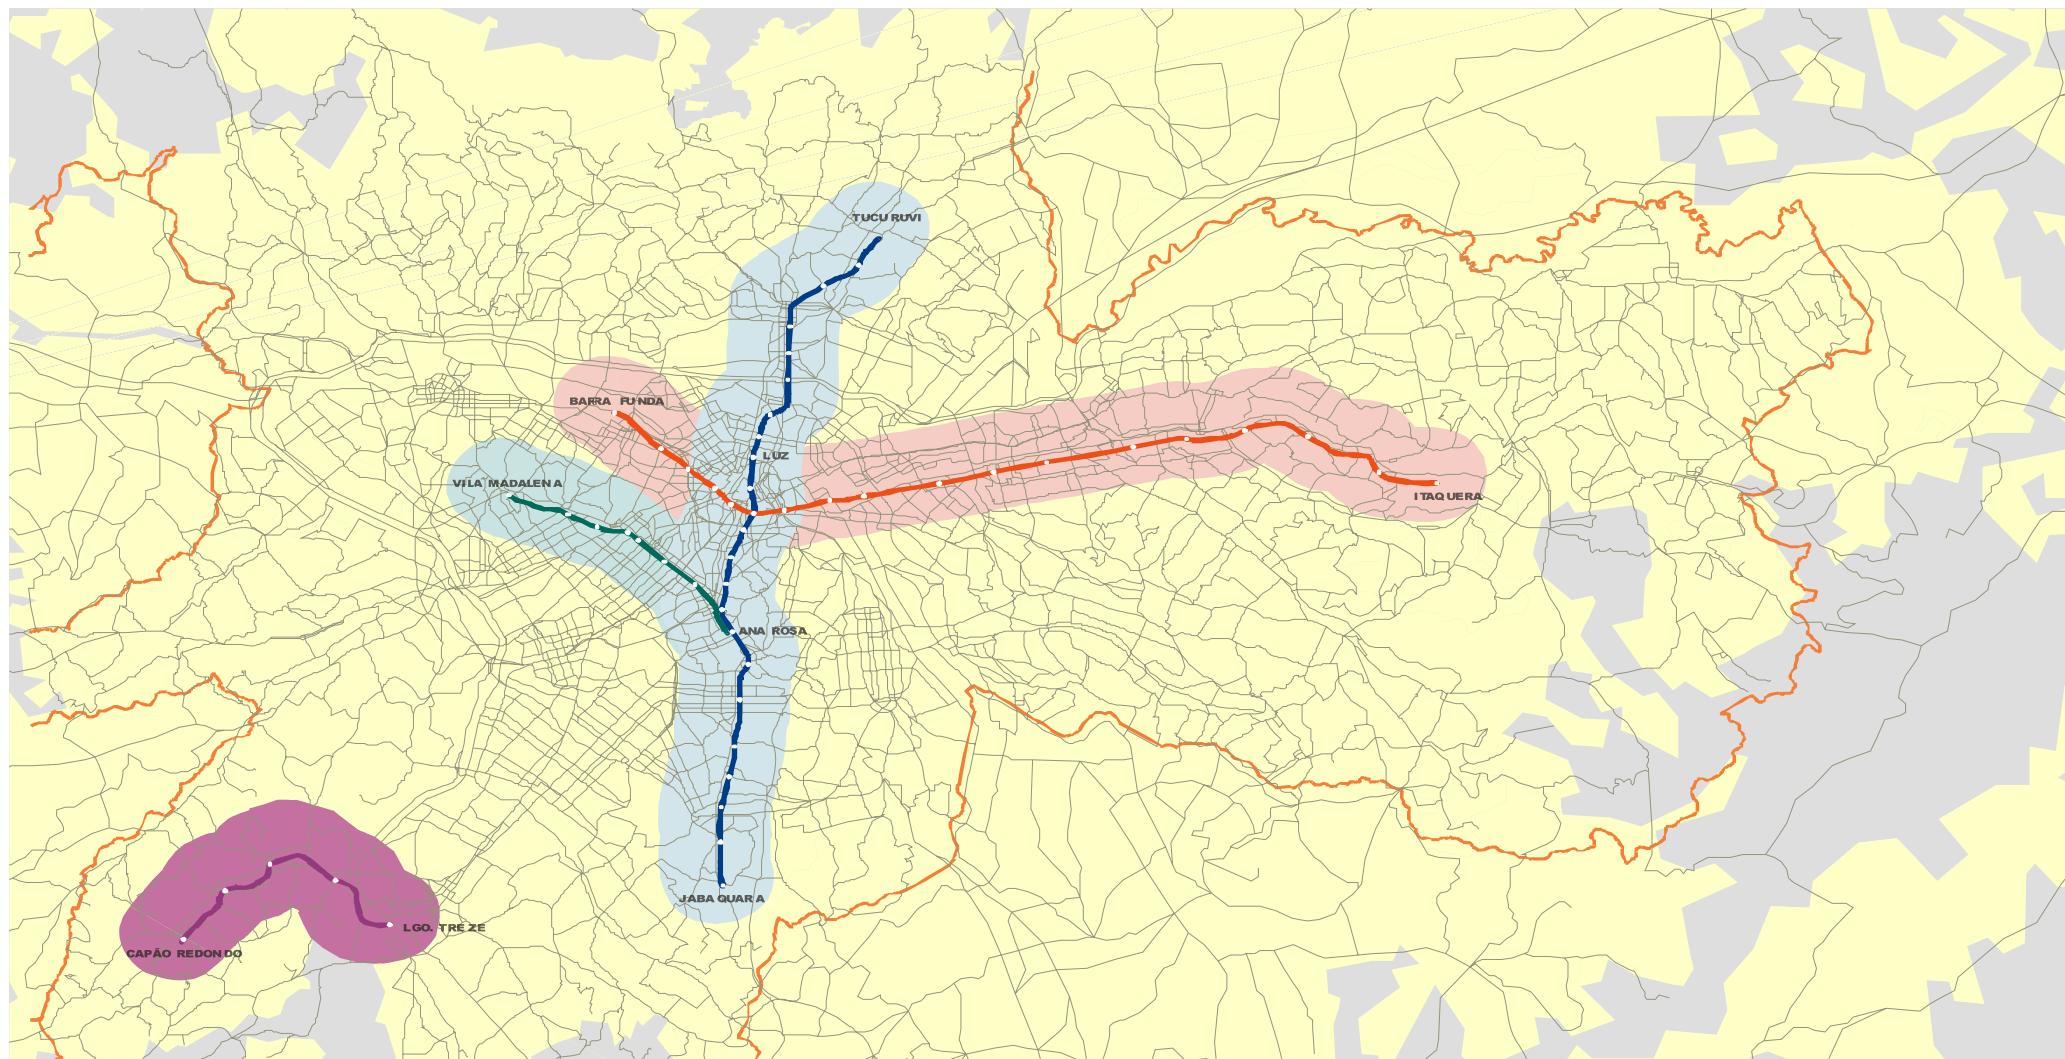 TUCURUVI
BARRA FUNDA
LUZ
VILA MADALENA
ITAQUERA
ANA ROSA
JABAQUARA
LGO. TREZE
CAPÃO REDONDO